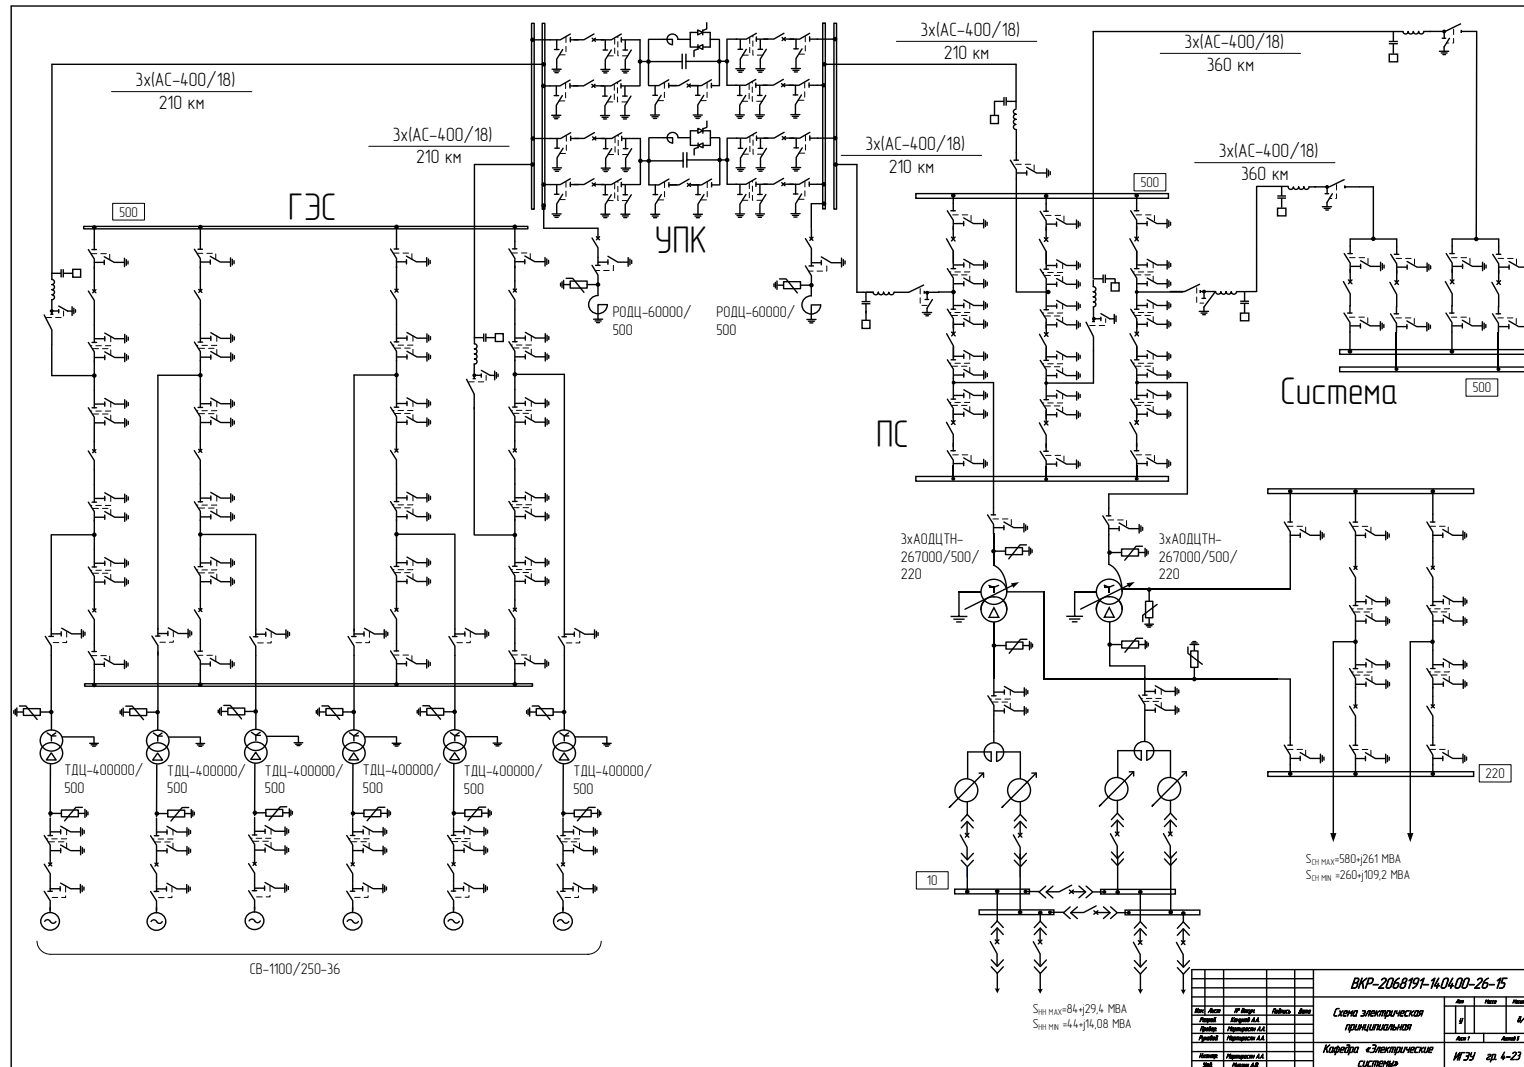 3х(АС-400/18)
210 км
3х(АС-400/18)
210 км
3х(АС-400/18)
210 км
3х(АС-400/18)
210 км
3х(АС-400/18)
360 км
3х(АС-400/18)
360 км
500
ГЭС
УПК
500
РОДЦ-60000/
500
РОДЦ-60000/
500
Система
500
ПС
3хАОДЦТН-
267000/500/
220
3хАОДЦТН-
267000/500/
220
ТДЦ-400000/
500
ТДЦ-400000/
500
ТДЦ-400000/
500
ТДЦ-400000/
500
ТДЦ-400000/
500
ТДЦ-400000/
500
220
10
СВ-1100/250-36
SСН MAX=580+j261 МВА
SСН MIN =260+j109,2 МВА
SНН MAX=84+j29,4 МВА
SНН MIN =44+j14,08 МВА
ВКР-2068191-140400-26-15
Схема электрическая
принципиальная
Кафедра «Электрические
системы»
ИГЭУ гр. 4-23